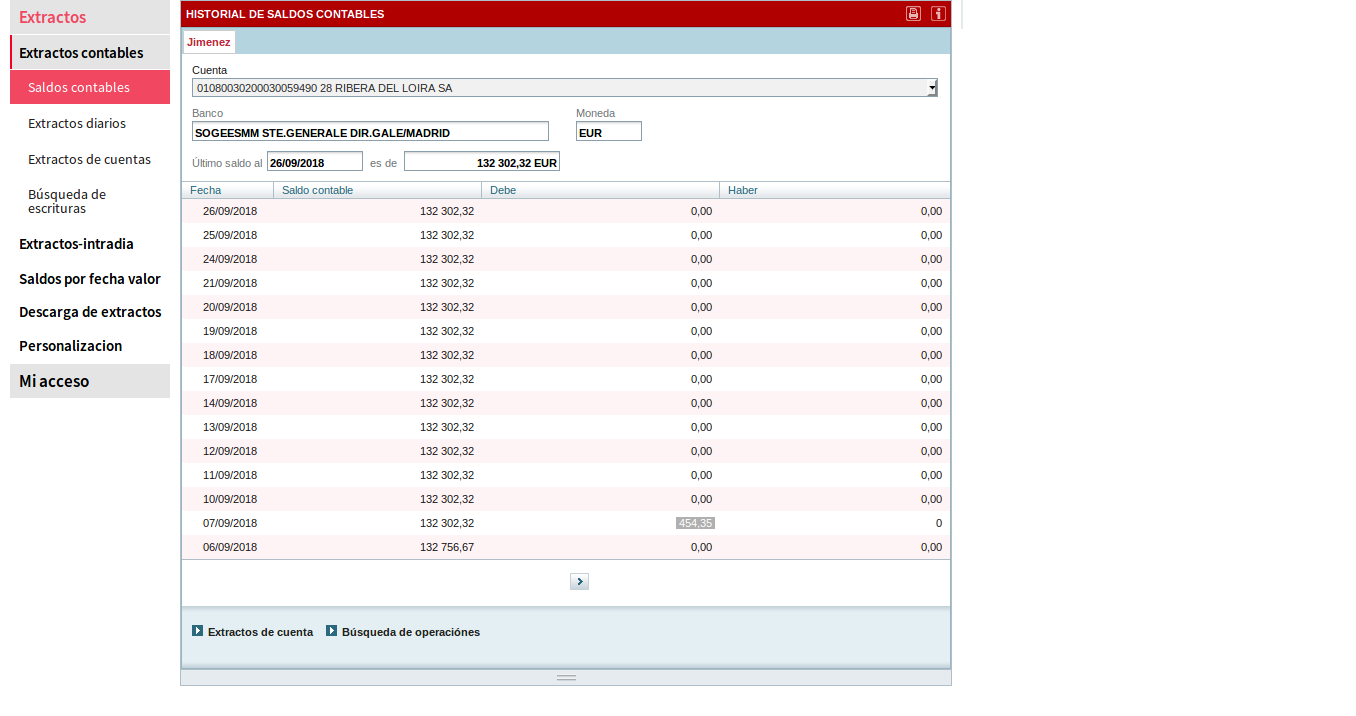 Extractos
Extractos contables
Saldos contables
Extractos diarios
Extractos de cuentas
Búsqueda de
escrituras
Extractos-intradia
Saldos por fecha valor
Descarga de extractos
Personalizacion
Mi acceso
HISTORIAL DE SALDOS CONTABLES
Jimenez
Cuenta
01080030200030059490 28 RIBERA DEL LOIRA SA
Banco Moneda
SOGEESMM STE.GENERALE DIR.GALE/MADRID EUR
Último saldo al 26/09/2018 es de 132 302,32 EUR
Fecha Saldo contable Debe Haber
26/09/2018 132 302,32 0,00 0,00
25/09/2018 132 302,32 0,00 0,00
24/09/2018 132 302,32 0,00 0,00
21/09/2018 132 302,32 0,00 0,00
20/09/2018 132 302,32 0,00 0,00
19/09/2018 132 302,32 0,00 0,00
18/09/2018 132 302,32 0,00 0,00
17/09/2018 132 302,32 0,00 0,00
14/09/2018 132 302,32 0,00 0,00
13/09/2018 132 302,32 0,00 0,00
12/09/2018 132 302,32 0,00 0,00
11/09/2018 132 302,32 0,00 0,00
10/09/2018 132 302,32 0,00 0,00
07/09/2018 132 302,32 454,35 0
06/09/2018 132 756,67 0,00 0,00
Extractos de cuenta Búsqueda de operaciónes